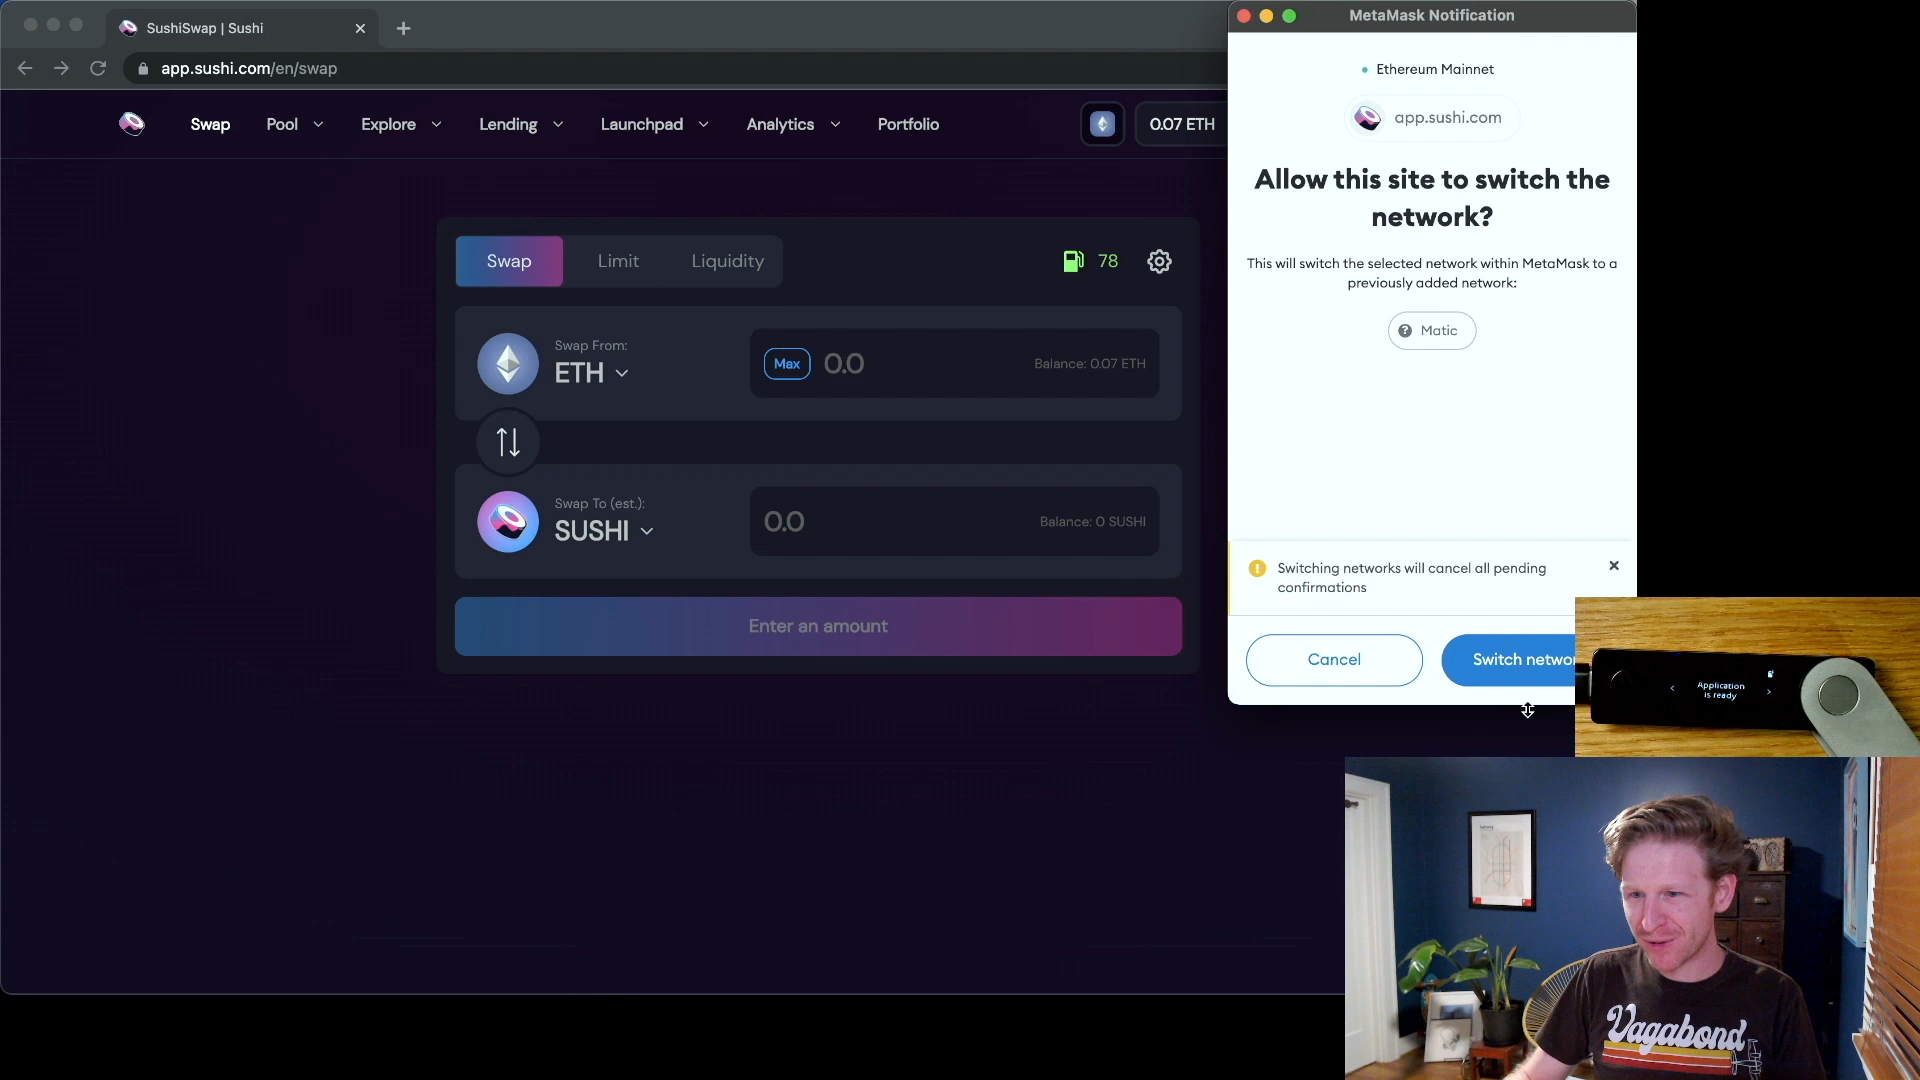 SushiSwap | Sushi
app.sushi.com/en/swap
Swap
Pool
Explore
Lending
Launchpad
Analytics
Portfolio
0.07 ETH
Swap
Limit
Liquidity
78
Swap From:
ETH
Max
0.0
Balance: 0.07 ETH
Swap To (est.):
SUSHI
0.0
Balance: 0 SUSHI
Enter an amount
MetaMask Notification
Ethereum Mainnet
app.sushi.com
Allow this site to switch the
network?
This will switch the selected network within MetaMask to a
previously added network:
Matic
Switching networks will cancel all pending
confirmations
Cancel
Switch networ
Application
is ready
Vagabond